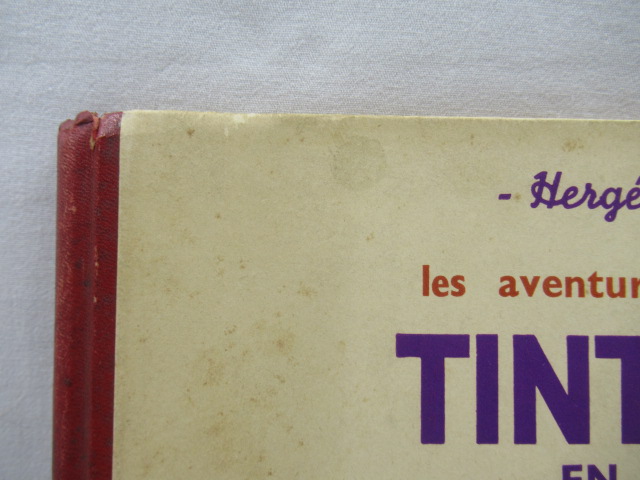 - Hergé
les aventur
TINT
EN